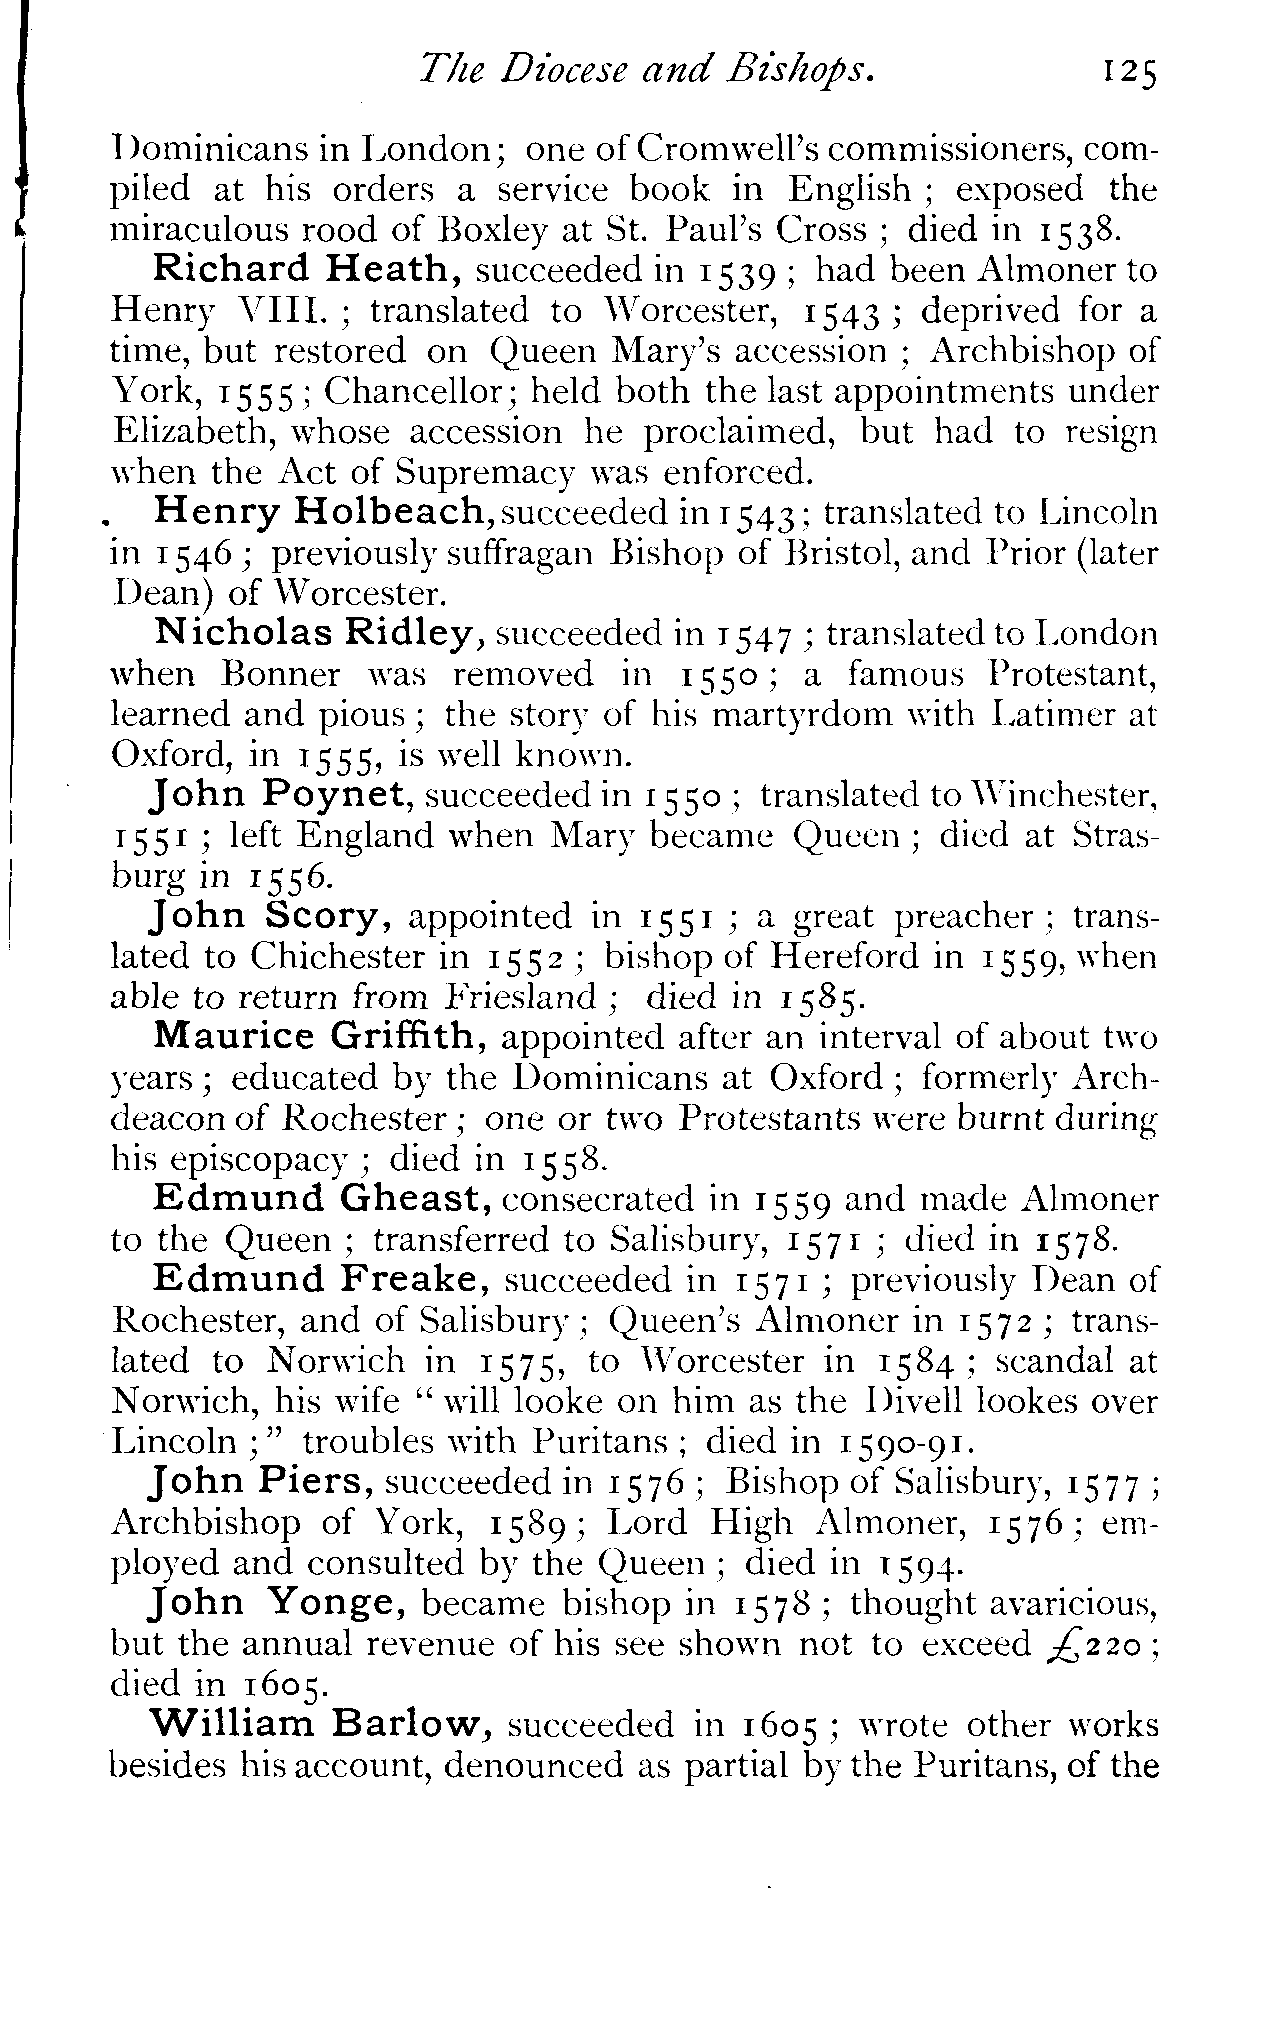 The Diocese and Bishops. 125
Dominicans in London; one of Cromwell's commissioners, com-
piled at his orders a service book in English ; exposed the
miraculous rood of Boxley at St. Paul's Cross ; died in 1538.
Richard Heath, succeeded in 1539 ; had been Almoner to
Henry VIII. ; translated to Worcester, 1543 ; deprived for a
time, but restored on Queen Mary's accession ; Archbishop of
York, 1555 ; Chancellor; held both the last appointments under
Elizabeth, whose accession he proclaimed, but had to resign
when the Act of Supremacy was enforced.
Henry Holbeach, succeeded in 1543 ; translated to Lincoln
in 1546 ; previously suffragan Bishop of Bristol, and Prior (later
Dean) of Worcester.
Nicholas Ridley, succeeded in 1547 ; translated to London
when Bonner was removed in 1550 ; a famous Protestant,
learned and pious ; the story of his martyrdom with Latimer at
Oxford, in 1555, is well known.
John Poynet, succeeded in 1550 ; translated to Winchester,
1551 ; left England when Mary became Queen ; died at Stras-
burg in 1556.
John Scory, appointed in 1551 ; a great preacher ; trans-
lated to Chichester in 1552 ; bishop of Hereford in 1559, when
able to return from Friesland ; died in 1585.
Maurice Griffith, appointed after an interval of about two
years ; educated by the Dominicans at Oxford ; formerly Arch-
deacon of Rochester ; one or two Protestants were burnt during
his episcopacy ; died in 1558.
Edmund Gheast, consecrated in 1559 and made Almoner
to the Queen ; transferred to Salisbury, 1571 ; died in 1578.
Edmund Freake, succeeded in 1571 ; previously Dean of
Rochester, and of Salisbury ; Queen's Almoner in 1572 ; trans-
lated to Norwich in 1575, to Worcester in 1584 ; scandal at
Norwich, his wife " will looke on him as the Divell lookes over
Lincoln ;" troubles with Puritans ; died in 1590-91.
John Piers, succeeded in 1576 ; Bishop of Salisbury, 1577 ;
Archbishop of York, 1589 ; Lord High Almoner, 1576 ; em-
ployed and consulted by the Queen ; died in 1594.
John Yonge, became bishop in 1578 ; thought avaricious,
but the annual revenue of his see shown not to exceed £220 ;
died in 1605.
William Barlow, succeeded in 1605 ; wrote other works
besides his account, denounced as partial by the Puritans, of the